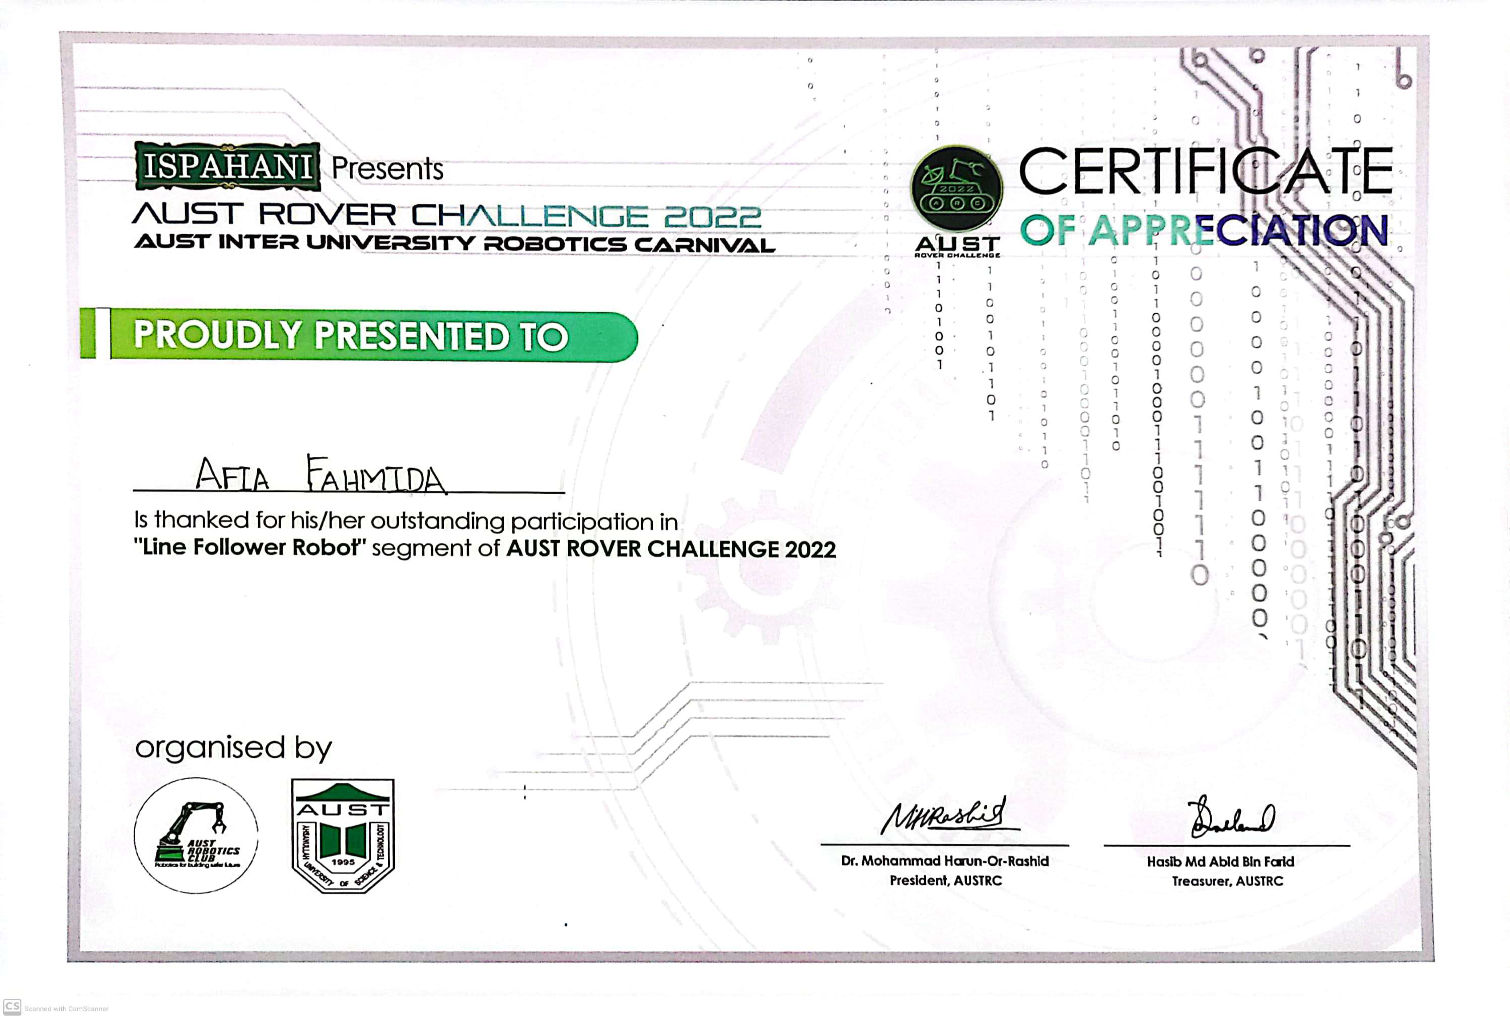 ISPAHANI Presents
AUST ROVER CHALLENGE 2022
AUST INTER UNIVERSITY ROBOTICS CARNIVAL
2022
ARC
AUST
ROVER CHALLENGE
CERTIFICATE
OF APPRECIATION
PROUDLY PRESENTED TO
AFIA FAHMIDA
Is thanked for his/her outstanding participation in
"Line Follower Robot" segment of AUST ROVER CHALLENGE 2022
organised by
AUST
ROBOTICS
CLUB
Robotics for building safer future
AUST
AHSANULLAH UNIVERSITY OF SCIENCE & TECHNOLOGY
1995
MHRashid
Dr. Mohammad Harun-Or-Rashid
President, AUSTRC
Hasib Md Abid Bin Farid
Treasurer, AUSTRC
CS Scanned with CamScanner